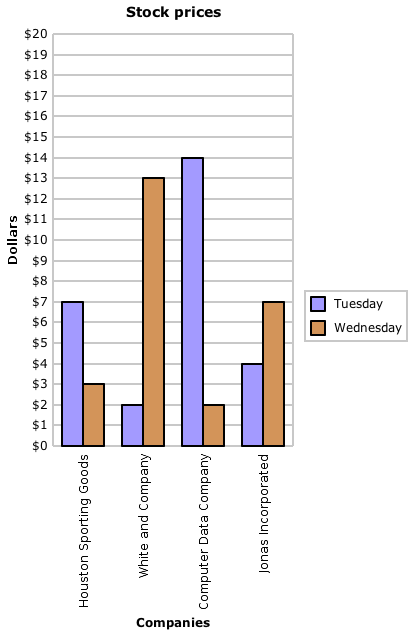 Stock prices
$20
$19
$18
$17
$16
$15
$14
$13
$12
$11
$10
$9
$8
$7
$6
$5
$4
$3
$2
$1
$0
Dollars
Tuesday
Wednesday
Houston Sporting Goods
White and Company
Computer Data Company
Jonas Incorporated
Companies